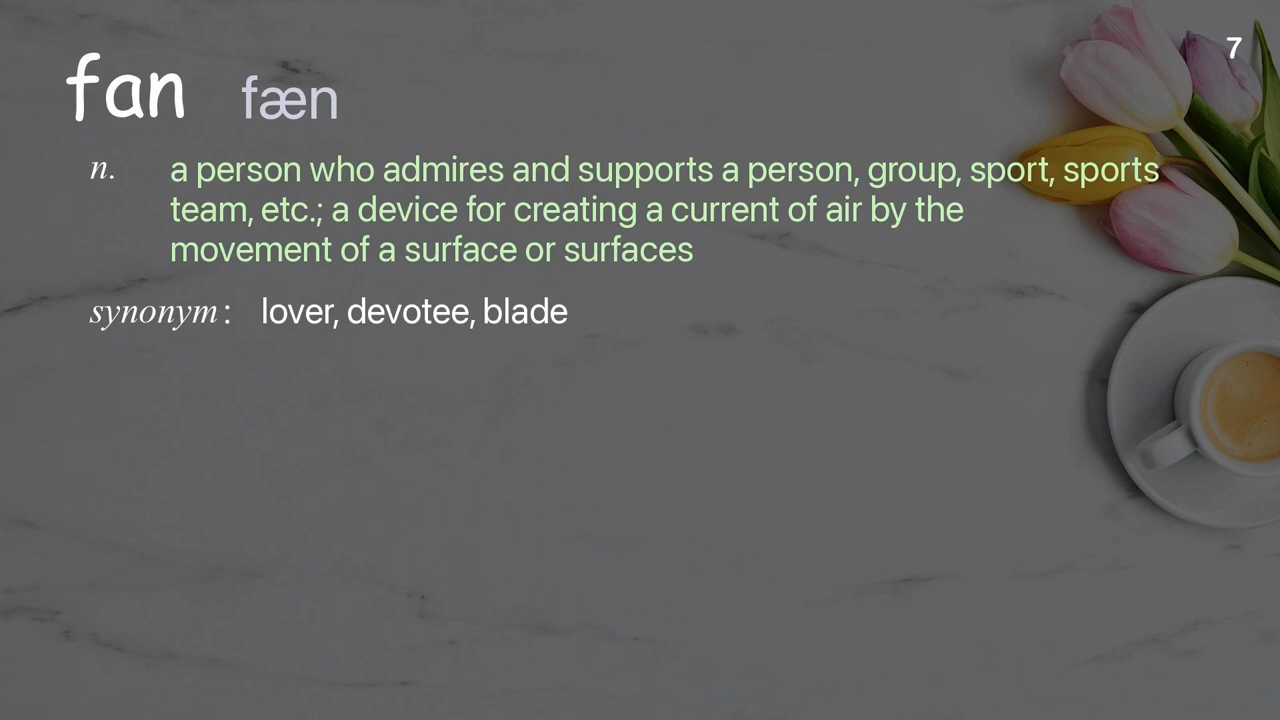 7
fan fæn
n. a person who admires and supports a person, group, sport, sports
team, etc.; a device for creating a current of air by the
movement of a surface or surfaces
synonym: lover, devotee, blade